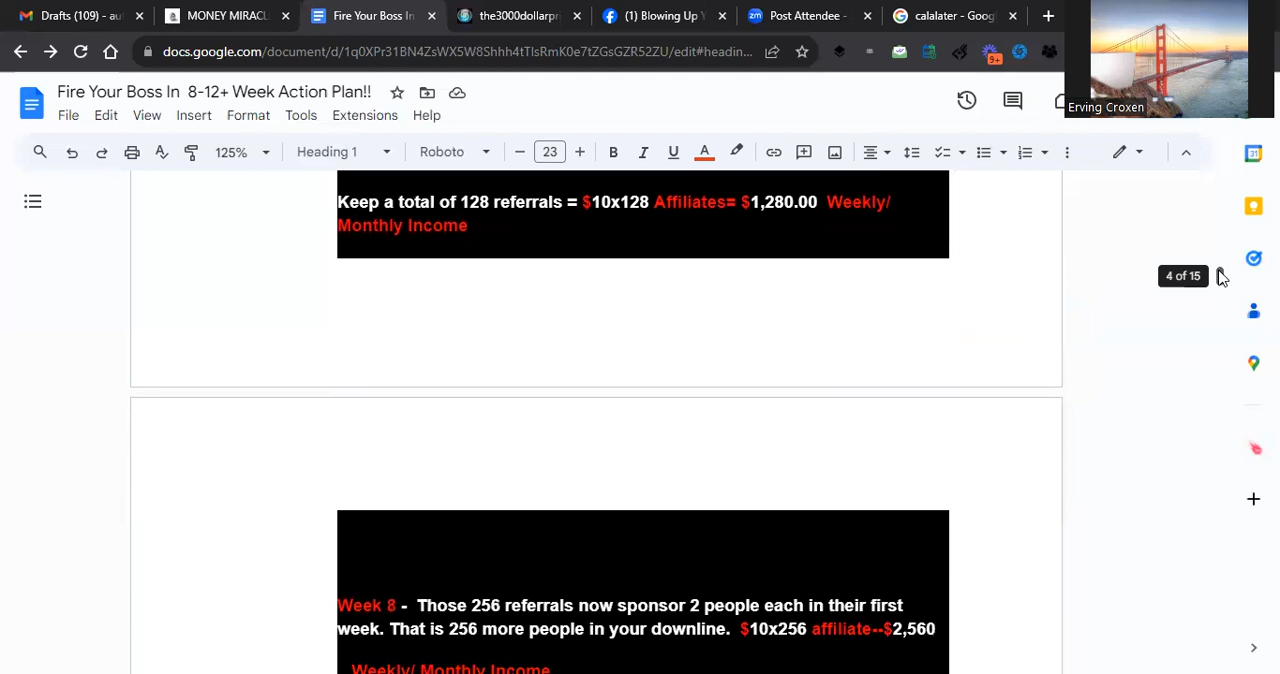 Drafts (109) - au
MONEY MIRACL
Fire Your Boss In
the3000dollarpr
(1) Blowing Up Y
Post Attendee -
calalater - Goog
docs.google.com/document/d/1q0XPr31BN4ZsWX5W8Shhh4tTIsRmK0e7tZGsGZR52ZU/edit#headin...
9+
Erving Croxen
Fire Your Boss In 8-12+ Week Action Plan!!
File Edit View Insert Format Tools Extensions Help
125% Heading 1 Roboto 23
Keep a total of 128 referrals = $10x128 Affiliates= $1,280.00 Weekly/
Monthly Income
4 of 15
Week 8 - Those 256 referrals now sponsor 2 people each in their first
week. That is 256 more people in your downline. $10x256 affiliate--$2,560
Weekly/ Monthly Income